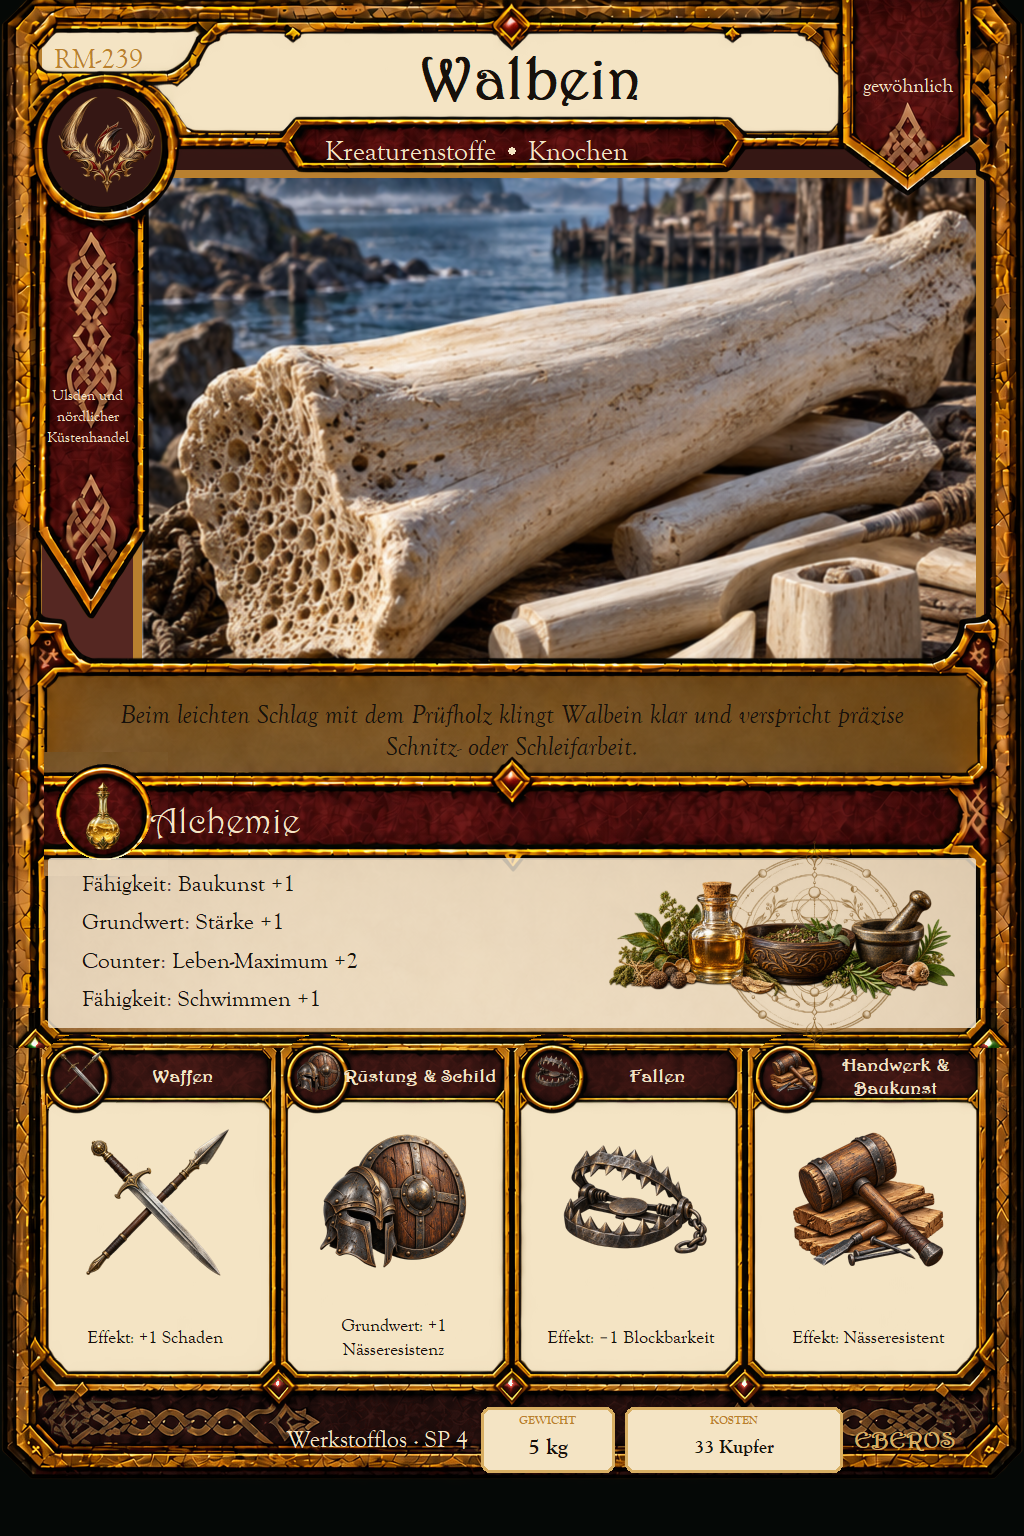 RM-239
Walbein
gewöhnlich
Kreaturenstoffe • Knochen
Ulsden und
nördlicher
Küstenhandel
Beim leichten Schlag mit dem Prüfholz klingt Walbein klar und verspricht präzise
Schnitz- oder Schleifarbeit.
Alchemie
Fähigkeit: Baukunst +1
Grundwert: Stärke +1
Counter: Leben-Maximum +2
Fähigkeit: Schwimmen +1
Waffen
Rüstung & Schild
Fallen
Handwerk &
Baukunst
Effekt: +1 Schaden
Grundwert: +1
Nässeresistenz
Effekt: −1 Blockbarkeit
Effekt: Nässeresistent
Werkstofflos · SP 4
GEWICHT
5 kg
KOSTEN
33 Kupfer
EBEROS